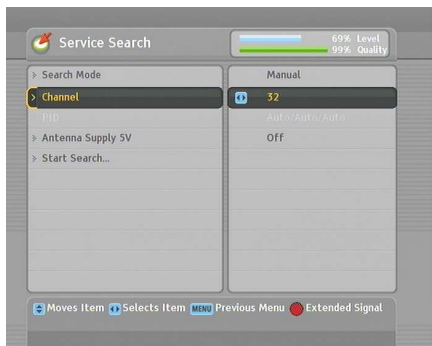 Service Search
69% Level
99% Quality
Search Mode Manual
Channel 32
PID Auto/Auto/Auto
Antenna Supply 5V Off
Start Search...
Moves Item Selects Item MENU Previous Menu Extended Signal